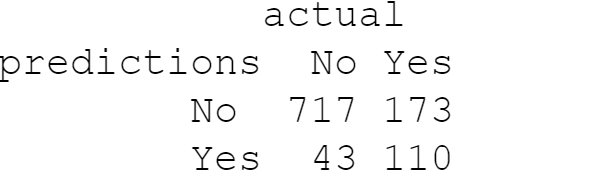 actual
predictions No Yes
No 717 173
Yes 43 110